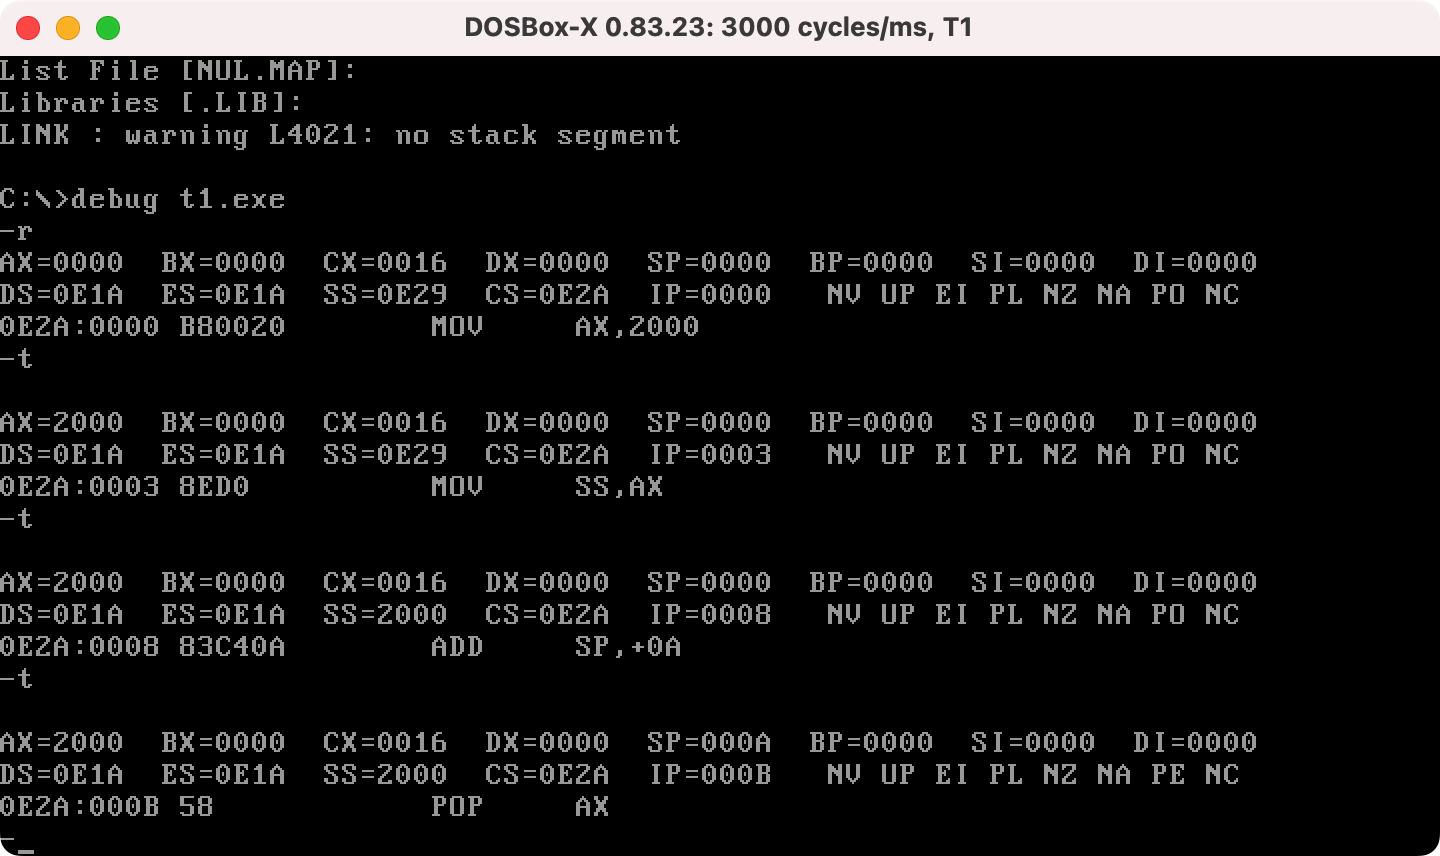 DOSBox-X 0.83.23: 3000 cycles/ms, T1
List File [NUL.MAP]:
Libraries [.LIB]:
LINK : warning L4021: no stack segment
C:\>debug t1.exe
-r
AX=0000  BX=0000  CX=0016  DX=0000  SP=0000  BP=0000  SI=0000  DI=0000
DS=0E1A  ES=0E1A  SS=0E29  CS=0E2A  IP=0000   NV UP EI PL NZ NA PO NC
0E2A:0000 B80020        MOV     AX,2000
-t
AX=2000  BX=0000  CX=0016  DX=0000  SP=0000  BP=0000  SI=0000  DI=0000
DS=0E1A  ES=0E1A  SS=0E29  CS=0E2A  IP=0003   NV UP EI PL NZ NA PO NC
0E2A:0003 8ED0          MOV     SS,AX
-t
AX=2000  BX=0000  CX=0016  DX=0000  SP=0000  BP=0000  SI=0000  DI=0000
DS=0E1A  ES=0E1A  SS=2000  CS=0E2A  IP=0008   NV UP EI PL NZ NA PO NC
0E2A:0008 83C40A        ADD     SP,+0A
-t
AX=2000  BX=0000  CX=0016  DX=0000  SP=000A  BP=0000  SI=0000  DI=0000
DS=0E1A  ES=0E1A  SS=2000  CS=0E2A  IP=000B   NV UP EI PL NZ NA PE NC
0E2A:000B 58            POP     AX
-_